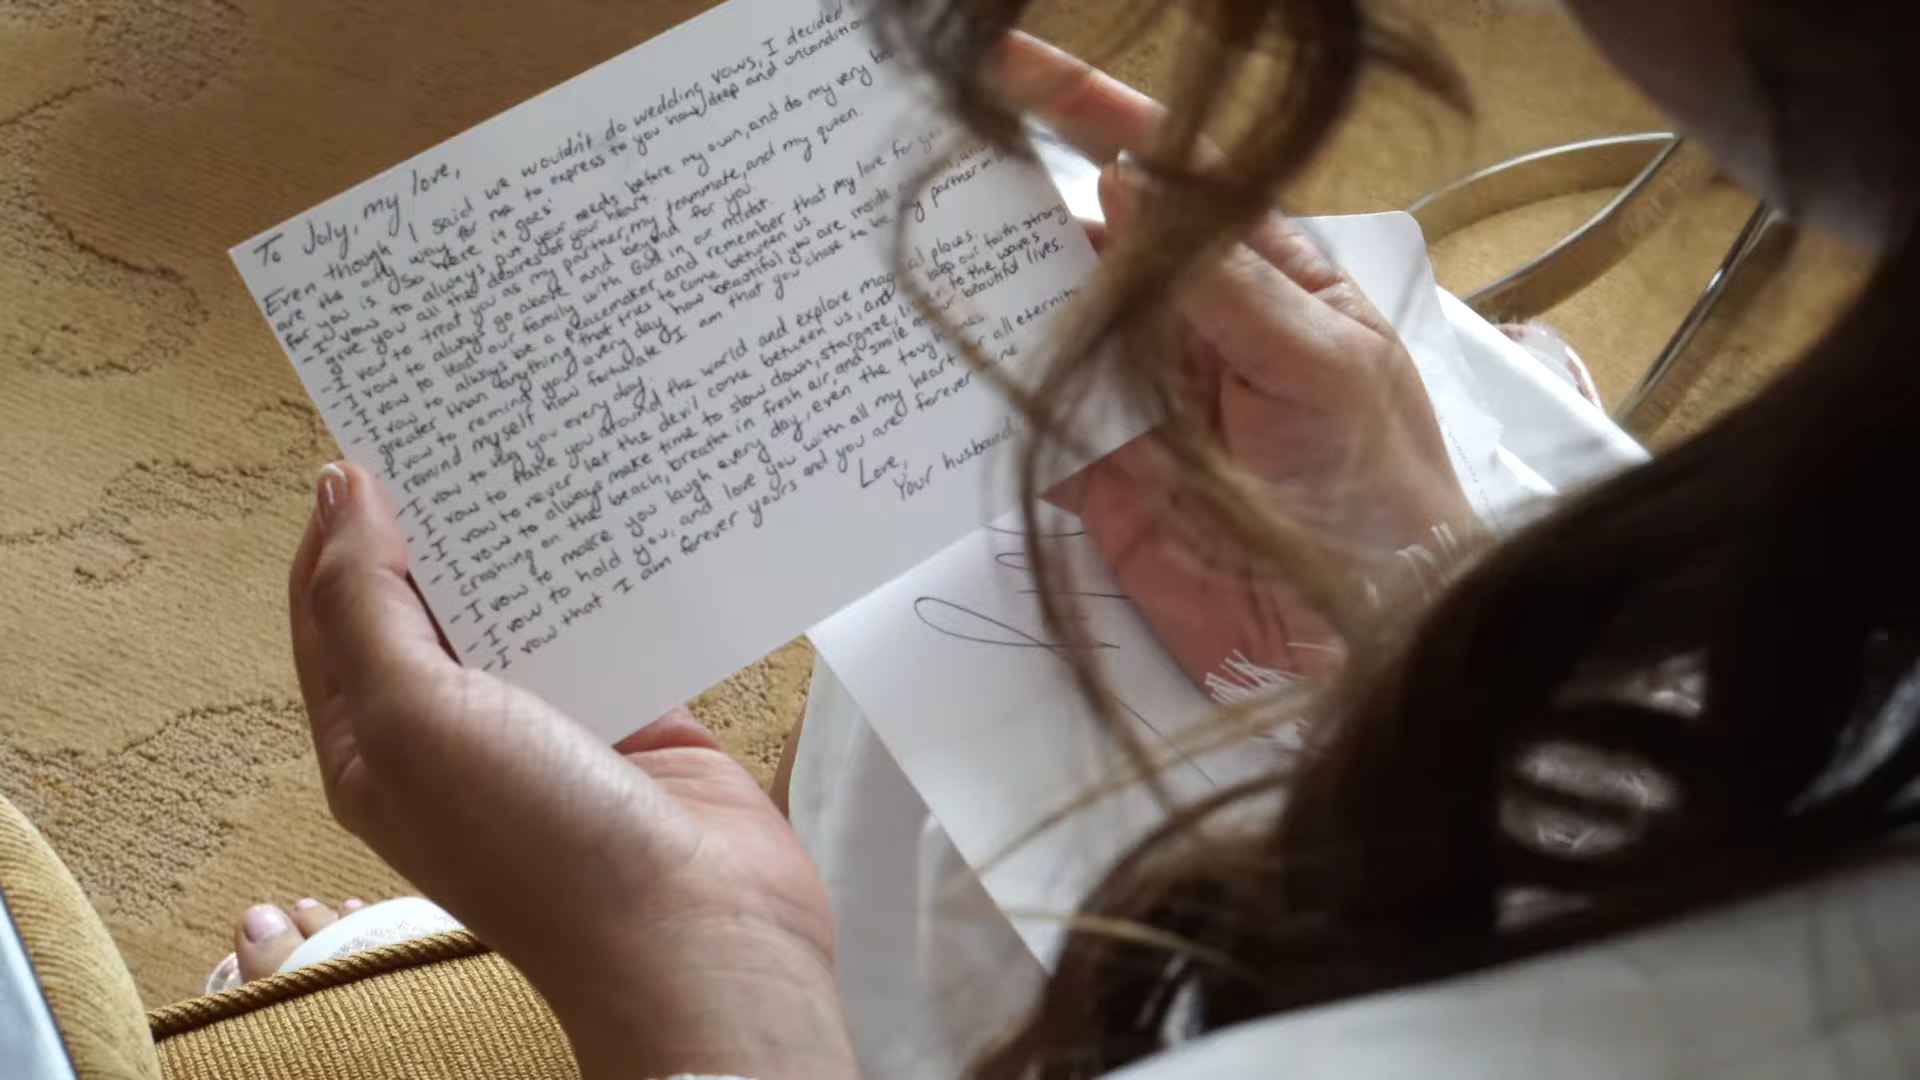 To Joly, my love,
Even though I said we wouldn't do wedding vows, I decided
are the only way for me to express to you how deep and
for you is. So here it goes:
- I vow to always put your needs before my own, and do my very
give you all the desires of your heart.
- I vow to treat you as my partner, my teammate, and my queen.
- I vow to always go above and beyond for you.
- I vow to lead our family with God in our midst.
- I vow to always be a peacemaker and remember that my love for
greater than anything that tries to come between us.
- I vow to remind you every day how beautiful you are inside
remind myself how fortunate I am that you chose to be my partner in
- I vow to hug you every day.
- I vow to take you around the world and explore magical places.
- I vow to never let the devil come between us, and keep our faith strong
- I vow to always make time to slow down, stargaze, to the waves
crashing on the beach, breathe in fresh air, and smile beautiful lives.
- I vow to make you laugh every day, even the tough
- I vow to hold you, and love you with all my heart for all eternity
- I vow that I am forever yours and you are forever
Love,
Your husband